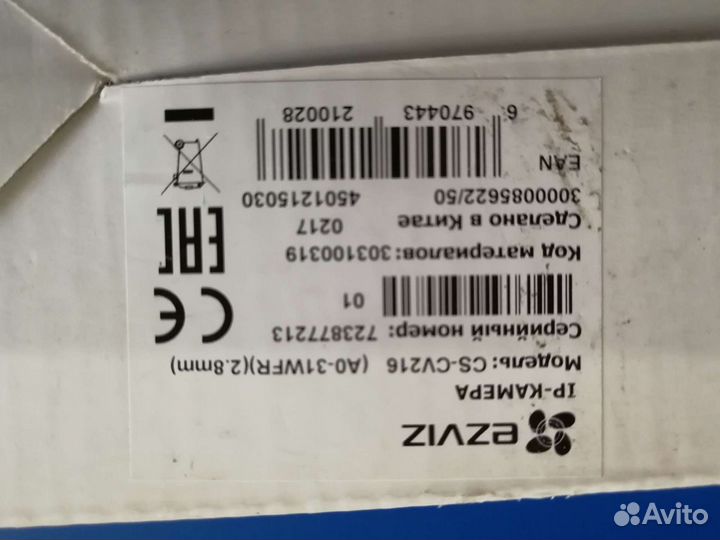 ezviz
IP-КАМЕРА
Модель: CS-CV216 (A0-31WFR)(2.8mm)
Серийный номер: 723877213
01
Код материалов: 303100319
Сделано в Китае 0217
3000085622/50 4501215030
EAN
6 970443 210028
CE
EAC
Avito